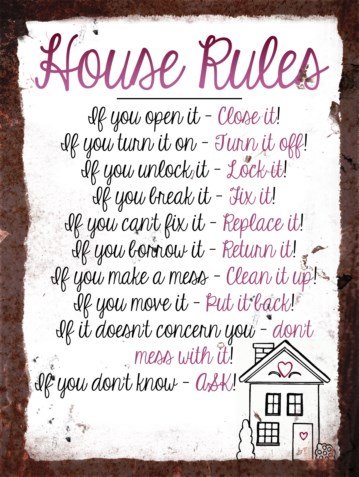 House Rules
If you open it - Close it!
If you turn it on - Turn it off!
If you unlock it - Lock it!
If you break it - Fix it!
If you can't fix it - Replace it!
If you borrow it - Return it!
If you make a mess - Clean it up!
If you move it - Put it back!
If it doesn't concern you - don't
mess with it!
If you don't know - ASK!